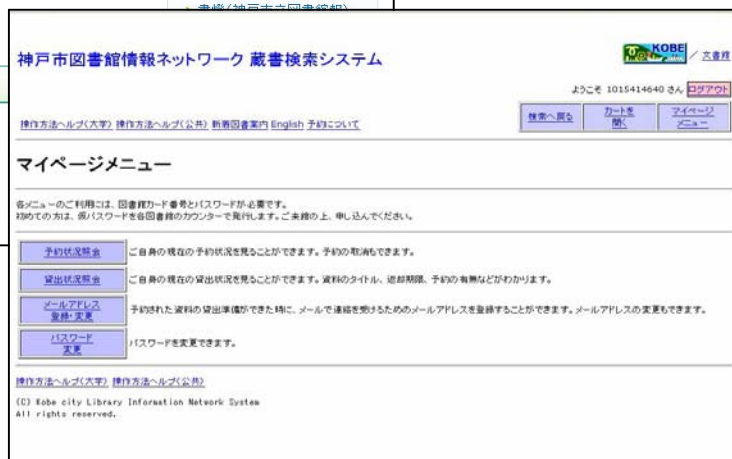 書燈(神戸市立図書館報)
神戸市図書館情報ネットワーク 蔵書検索システム
KOBE
/ 文書館
ようこそ 1015414640 さん ログアウト
操作方法ヘルプ(大学) 操作方法ヘルプ(公共) 新着図書案内 English 予約について
検索へ戻る
カートを
開く
マイページ
メニュー
マイページメニュー
各メニューのご利用には、図書館カード番号とパスワードが必要です。
初めての方は、仮パスワードを各図書館のカウンターで発行します。ご来館の上、申し込んでください。
予約状況照会 ご自身の現在の予約状況を見ることができます。予約の取消もできます。
貸出状況照会 ご自身の現在の貸出状況を見ることができます。資料のタイトル、返却期限、予約の有無などがわかります。
メールアドレス
登録・変更
予約された資料の貸出準備ができた時に、メールで連絡を受けるためのメールアドレスを登録することができます。メールアドレスの変更もできます。
パスワード
変更
パスワードを変更できます。
操作方法ヘルプ(大学) 操作方法ヘルプ(公共)
(C) Kobe city Library Information Network System
All rights reserved.